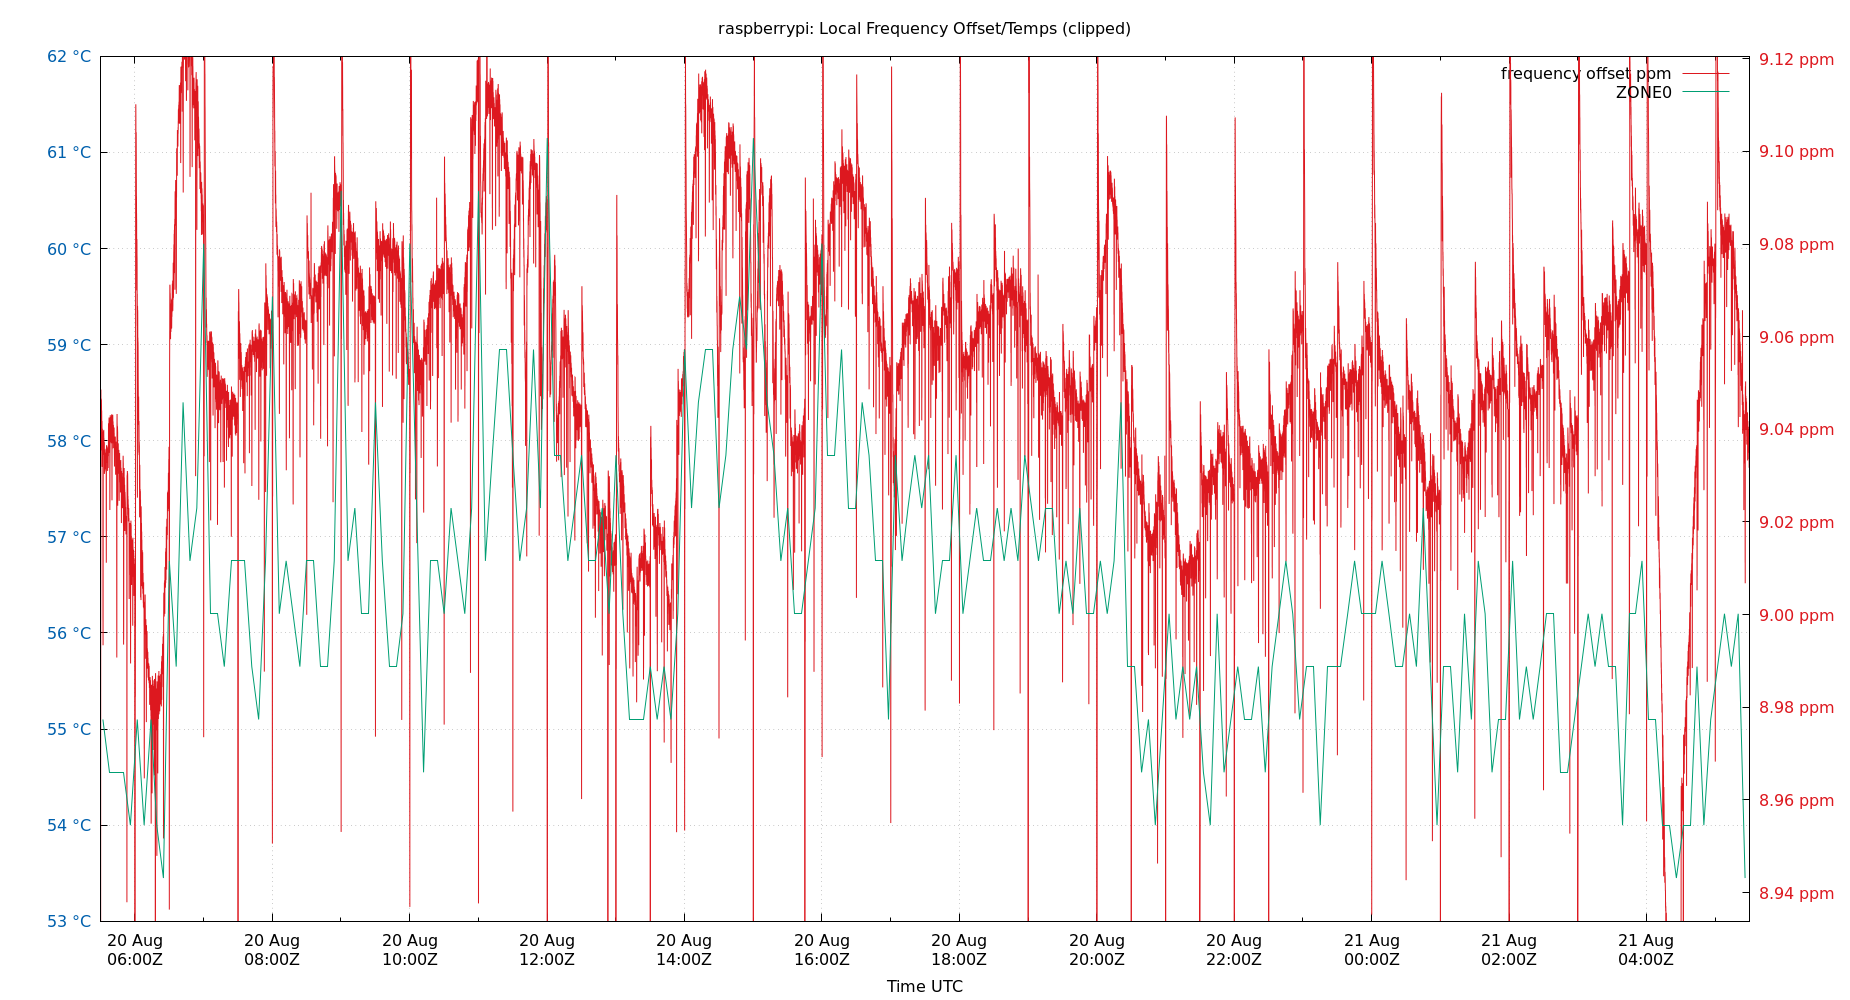 raspberrypi: Local Frequency Offset/Temps (clipped)
62 °C
61 °C
60 °C
59 °C
58 °C
57 °C
56 °C
55 °C
54 °C
53 °C
9.12 ppm
9.10 ppm
9.08 ppm
9.06 ppm
9.04 ppm
9.02 ppm
9.00 ppm
8.98 ppm
8.96 ppm
8.94 ppm
frequency offset ppm
ZONE0
20 Aug 20 Aug 20 Aug 20 Aug 20 Aug 20 Aug 20 Aug 20 Aug 20 Aug 21 Aug 21 Aug 21 Aug
06:00Z 08:00Z 10:00Z 12:00Z 14:00Z 16:00Z 18:00Z 20:00Z 22:00Z 00:00Z 02:00Z 04:00Z
Time UTC